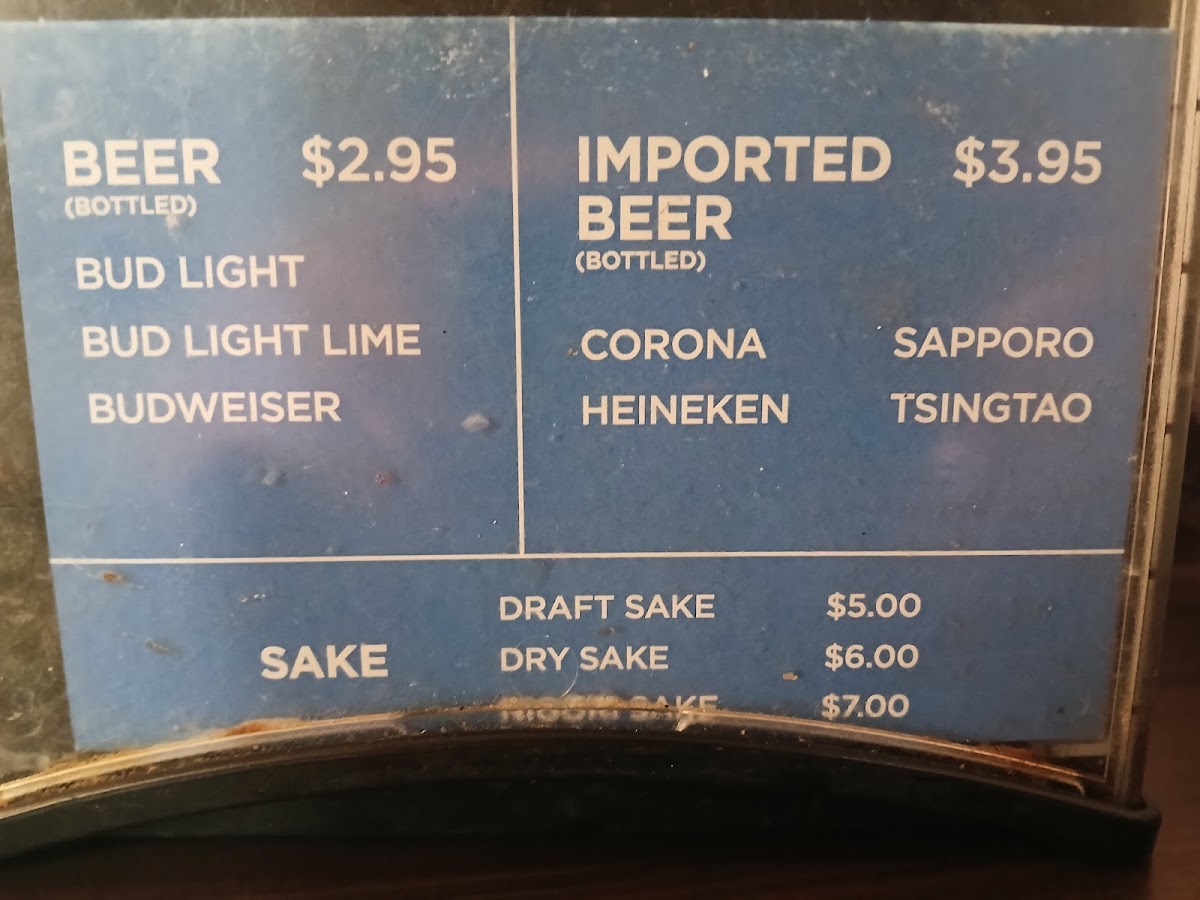 BEER $2.95
(BOTTLED)
BUD LIGHT
BUD LIGHT LIME
BUDWEISER
IMPORTED $3.95
BEER
(BOTTLED)
CORONA SAPPORO
HEINEKEN TSINGTAO
SAKE
DRAFT SAKE $5.00
DRY SAKE $6.00
SAKE $7.00